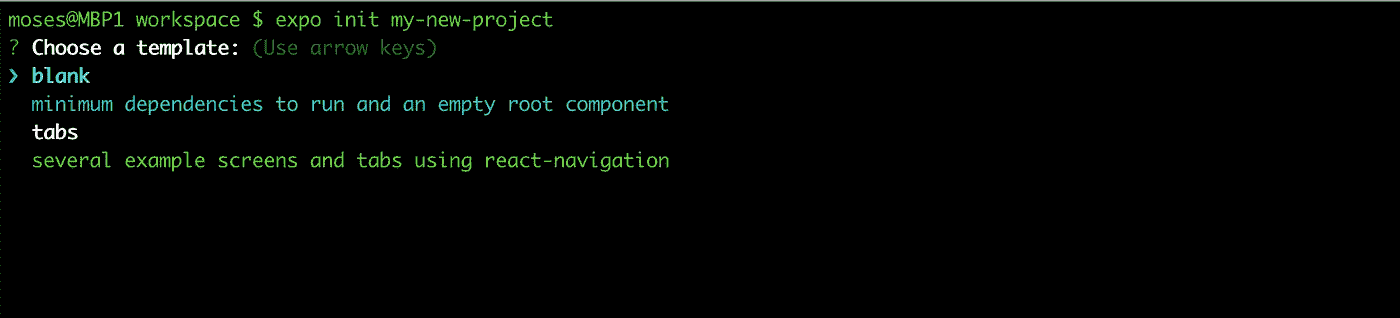 moses@MBP1 workspace $ expo init my-new-project
? Choose a template: (Use arrow keys)
❯ blank
minimum dependencies to run and an empty root component
tabs
several example screens and tabs using react-navigation